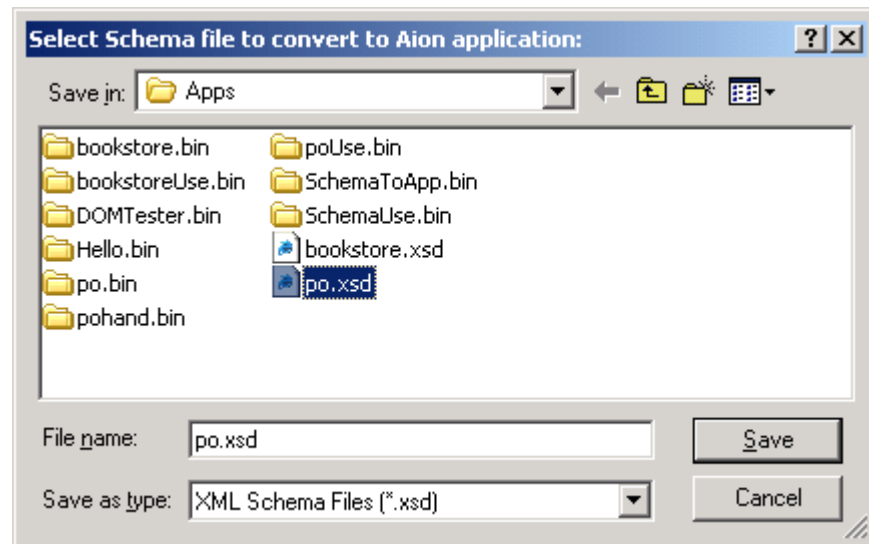 Select Schema file to convert to Aion application:
Save in: Apps
bookstore.bin
bookstoreUse.bin
DOMTester.bin
Hello.bin
po.bin
pohand.bin
poUse.bin
SchemaToApp.bin
SchemaUse.bin
bookstore.xsd
po.xsd
File name: po.xsd
Save
Save as type: XML Schema Files (*.xsd)
Cancel